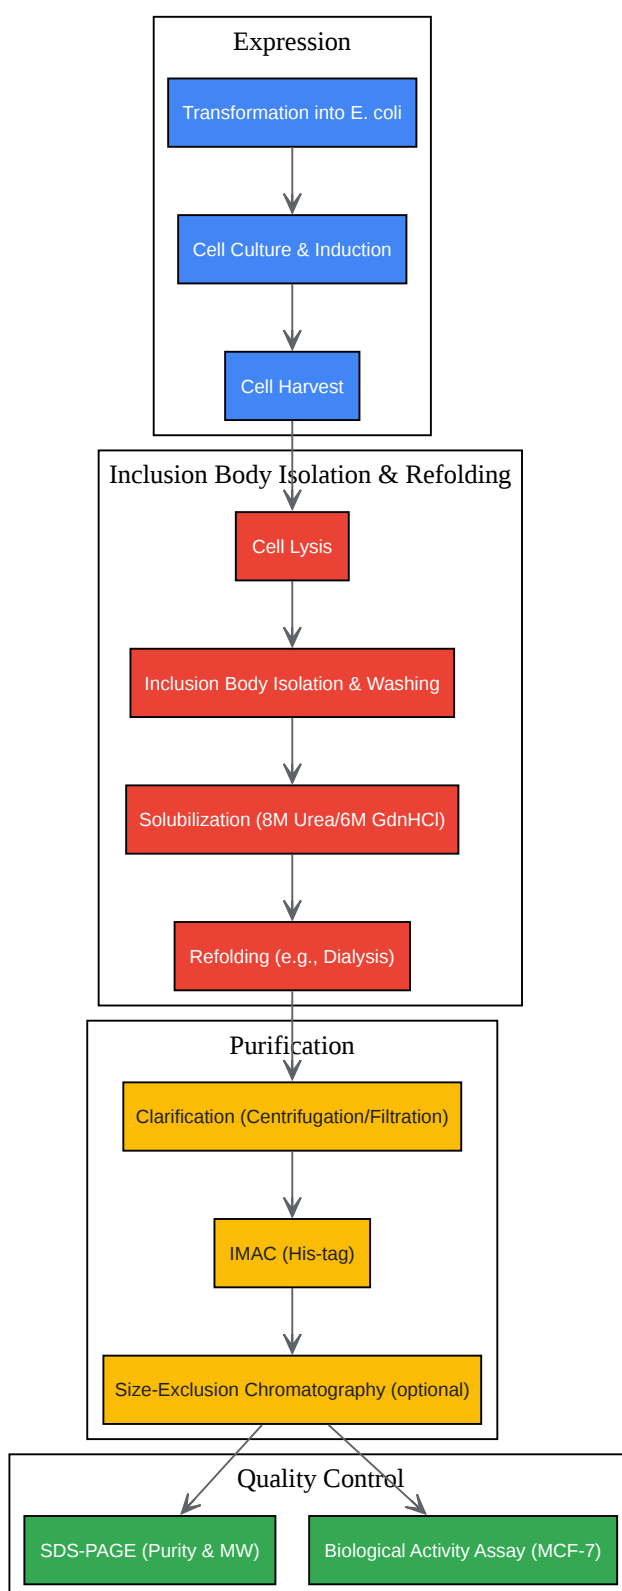 Expression
Transformation into E. coli
Cell Culture & Induction
Cell Harvest
Inclusion Body Isolation & Refolding
Cell Lysis
Inclusion Body Isolation & Washing
Solubilization (8M Urea/6M GdnHCl)
Refolding (e.g., Dialysis)
Purification
Clarification (Centrifugation/Filtration)
IMAC (His-tag)
Size-Exclusion Chromatography (optional)
Quality Control
SDS-PAGE (Purity & MW)
Biological Activity Assay (MCF-7)